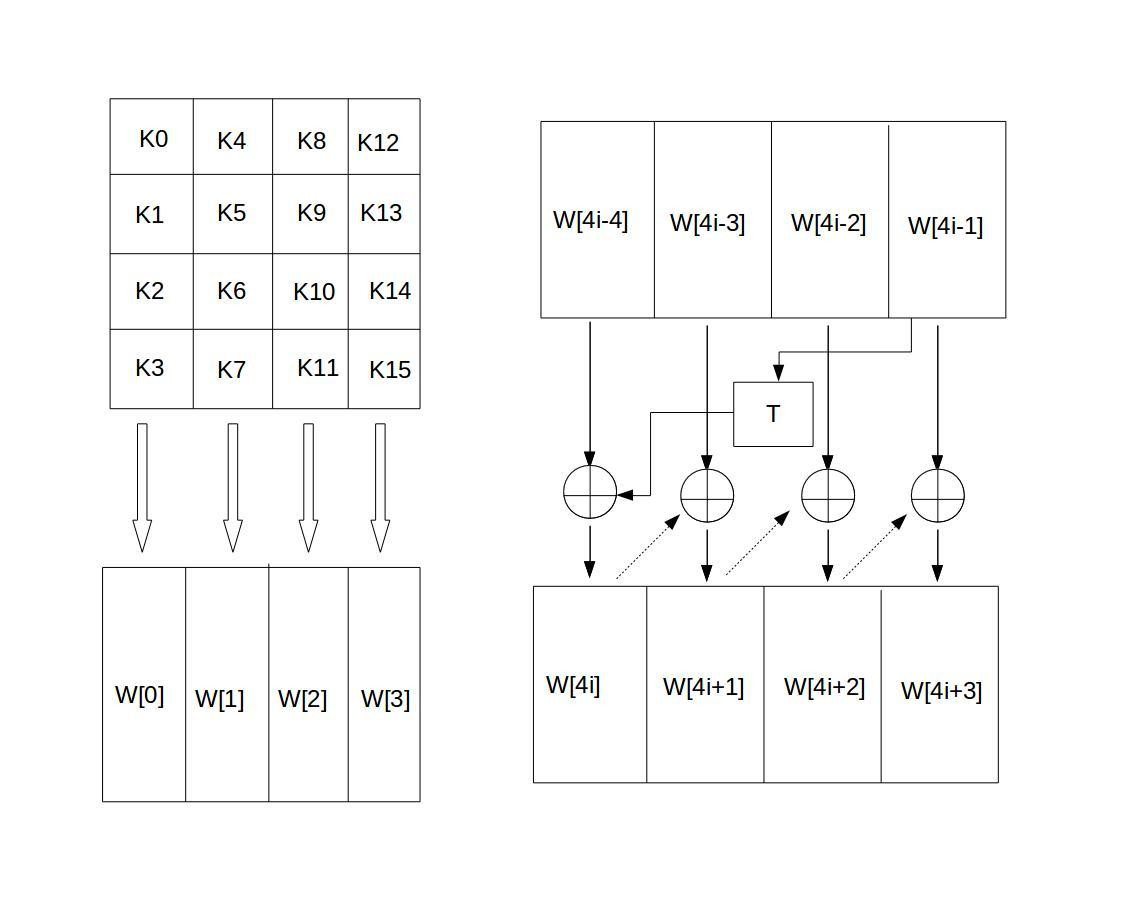 K0 K4 K8 K12
K1 K5 K9 K13
K2 K6 K10 K14
K3 K7 K11 K15
W[0] W[1] W[2] W[3]
W[4i-4] W[4i-3] W[4i-2] W[4i-1]
T
W[4i] W[4i+1] W[4i+2] W[4i+3]